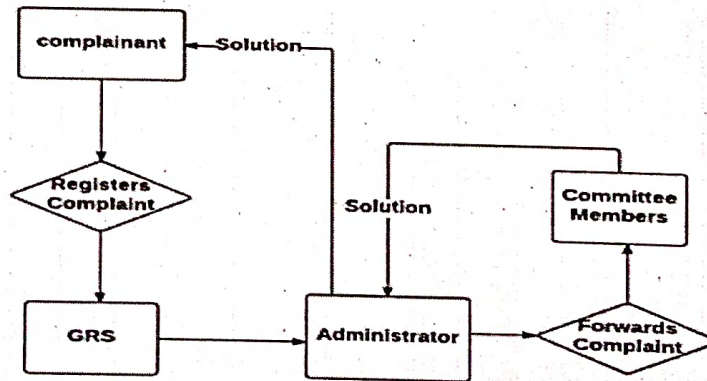 complainant
Solution
Registers
Complaint
Committee
Members
Solution
GRS
Administrator
Forwards
Complaint